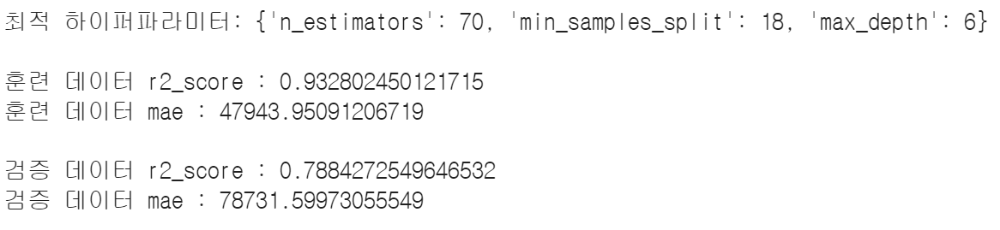 최적 하이퍼파라미터: {'n_estimators': 70, 'min_samples_split': 18, 'max_depth': 6}
훈련 데이터 r2_score : 0.932802450121715
훈련 데이터 mae : 47943.95091206719
검증 데이터 r2_score : 0.7884272549646532
검증 데이터 mae : 78731.59973055549